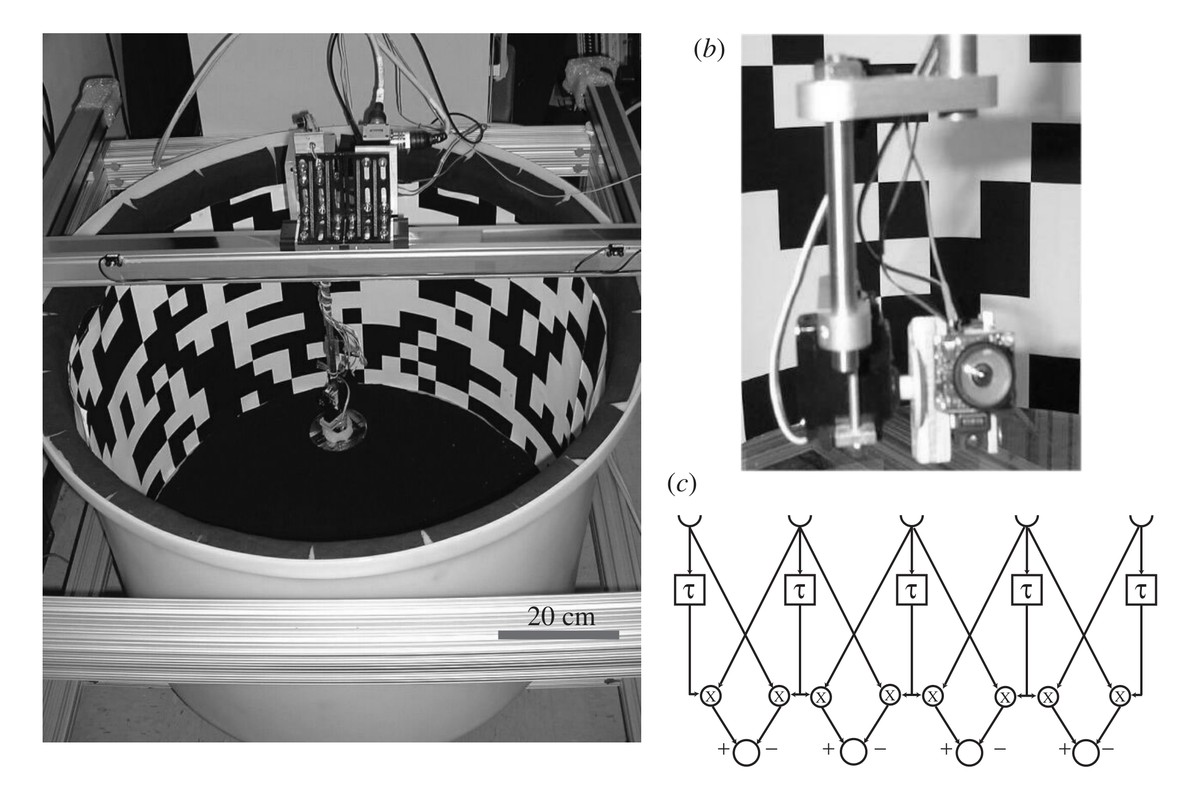 (b)
20 cm
(c)
τ τ τ τ τ
X X X X X X X X
+ − + − + − + −